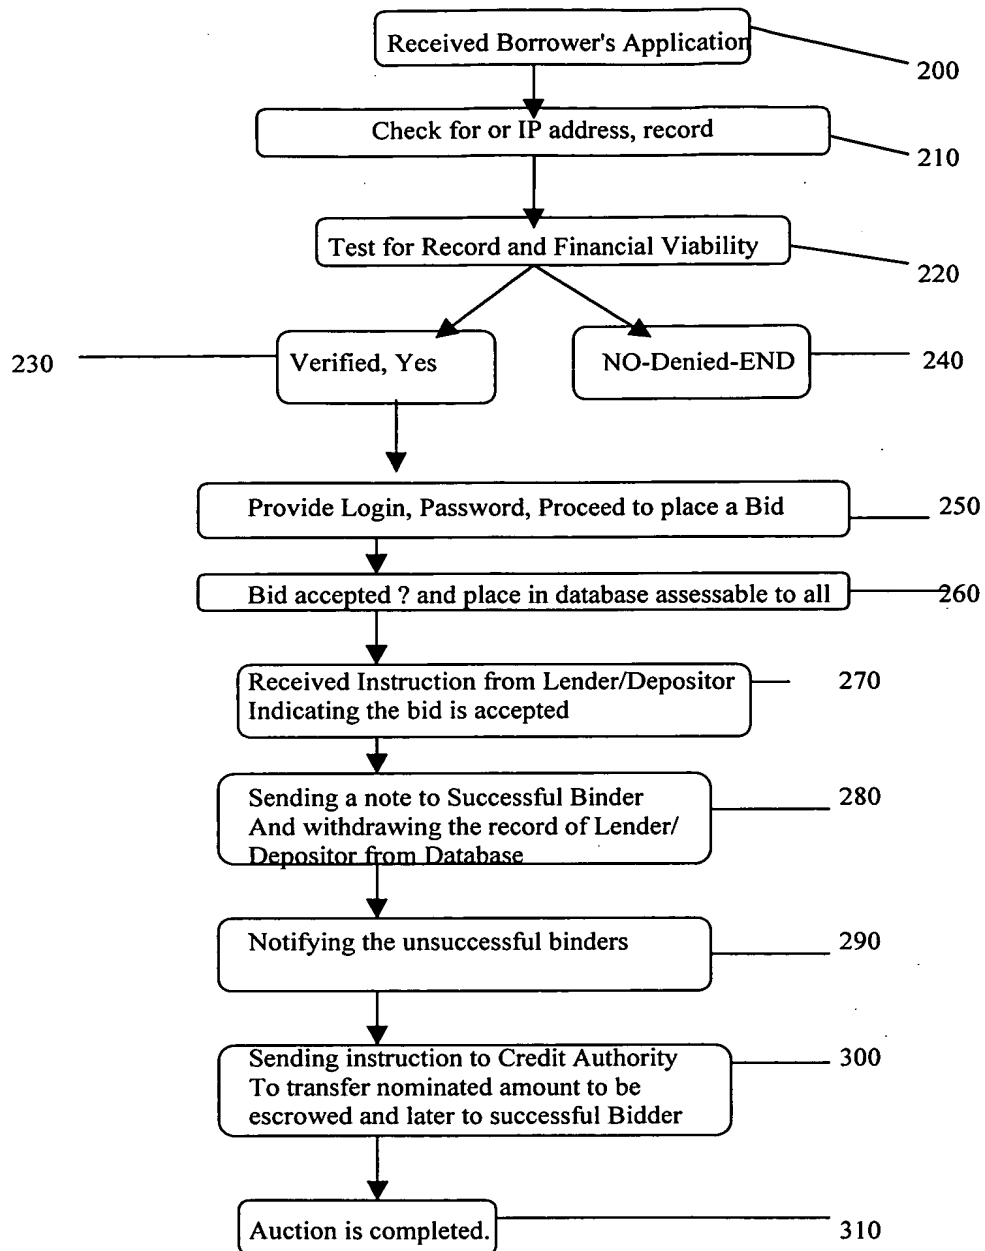 Received Borrower's Application
200
Check for or IP address, record
210
Test for Record and Financial Viability
220
230
Verified, Yes
NO-Denied-END
240
Provide Login, Password, Proceed to place a Bid
250
Bid accepted ? and place in database assessable to all
260
Received Instruction from Lender/Depositor
Indicating the bid is accepted
270
Sending a note to Successful Binder
And withdrawing the record of Lender/
Depositor from Database
280
Notifying the unsuccessful binders
290
Sending instruction to Credit Authority
To transfer nominated amount to be
escrowed and later to successful Bidder
300
Auction is completed.
310